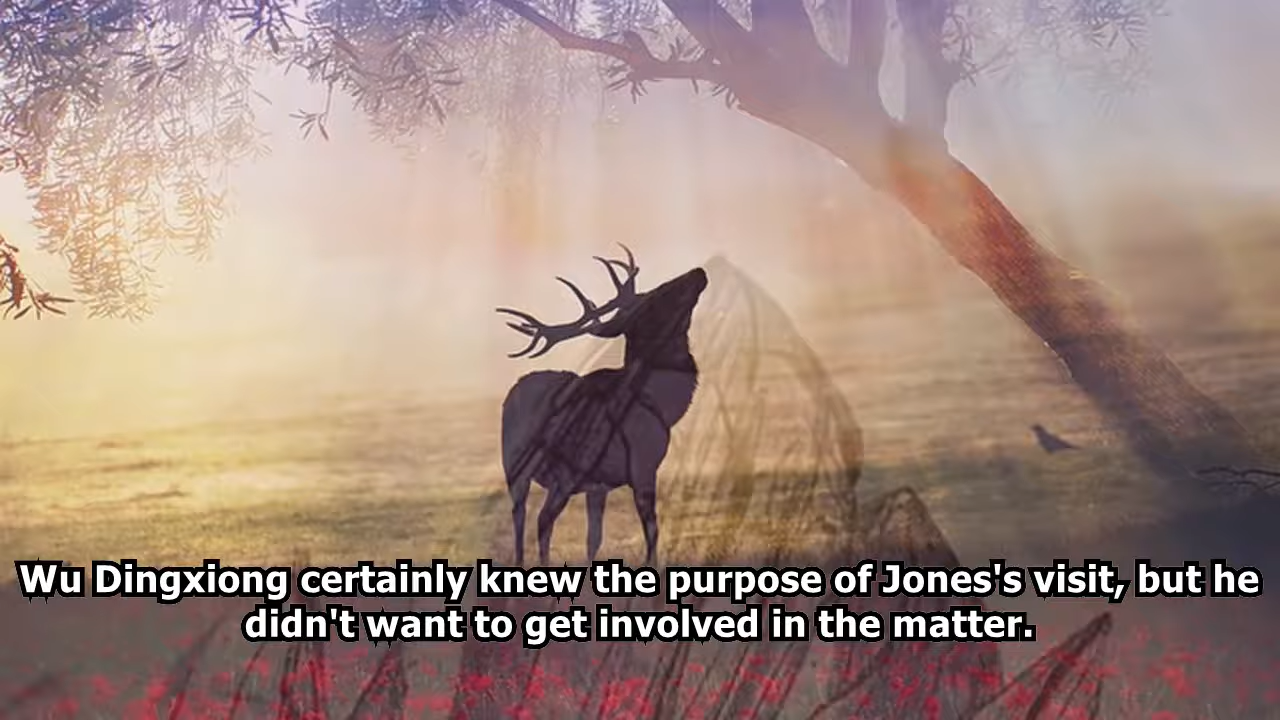 Wu Dingxiong certainly knew the purpose of Jones's visit, but he
didn't want to get involved in the matter.